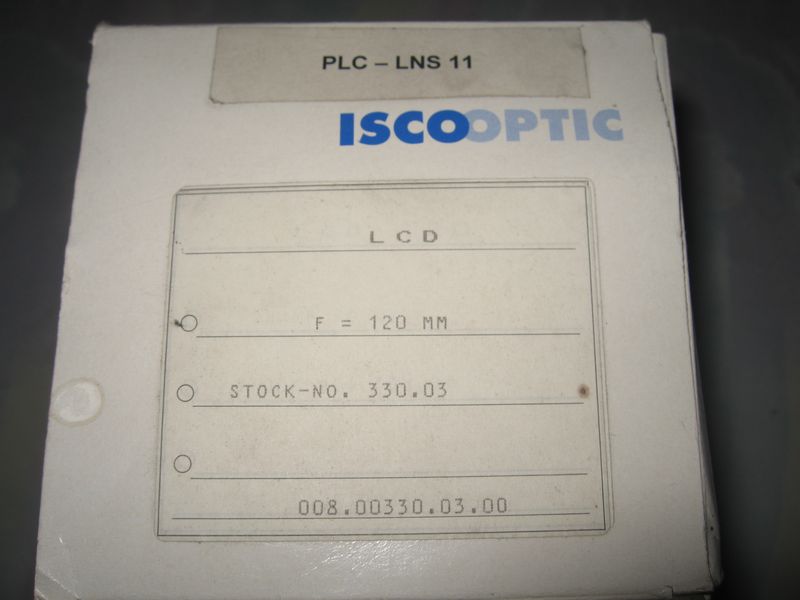 PLC – LNS 11
ISCOOPTIC
LCD
F = 120 MM
STOCK-NO. 330.03
008.00330.03.00